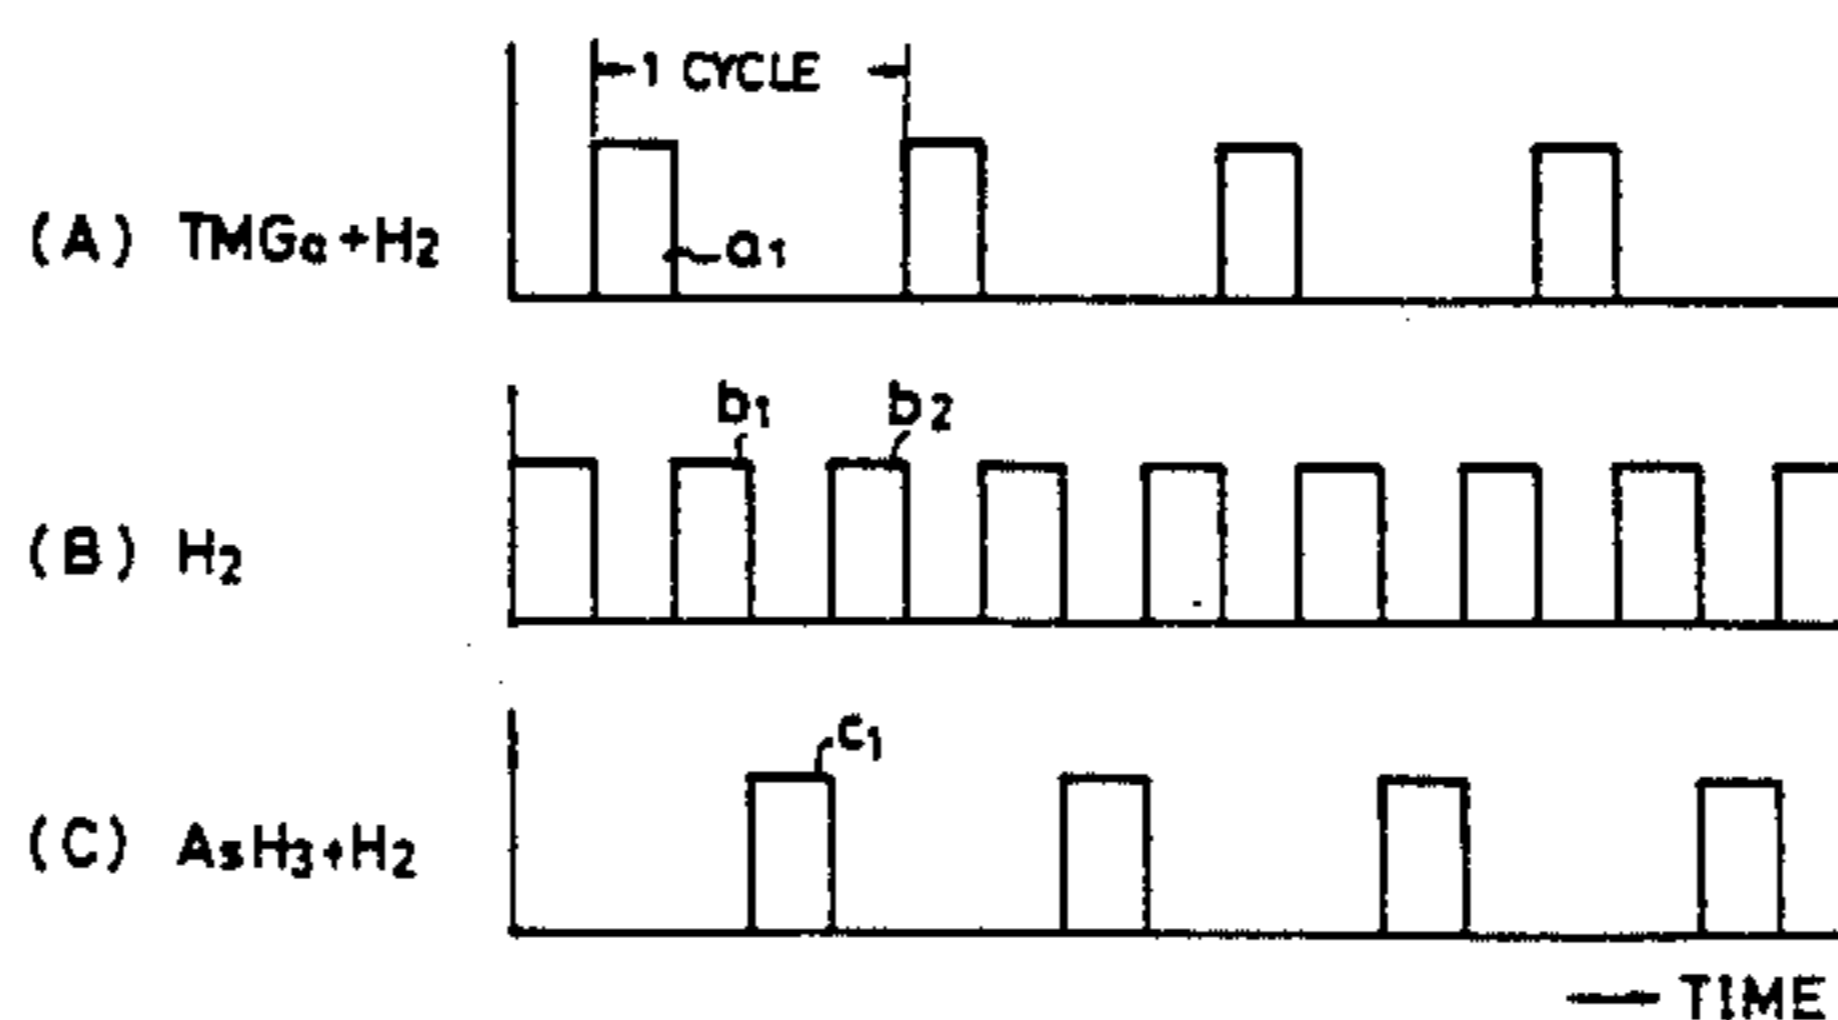 1 CYCLE
(A) TMGa+H2
a1
b1
b2
(B) H2
c1
(C) AsH3+H2
TIME